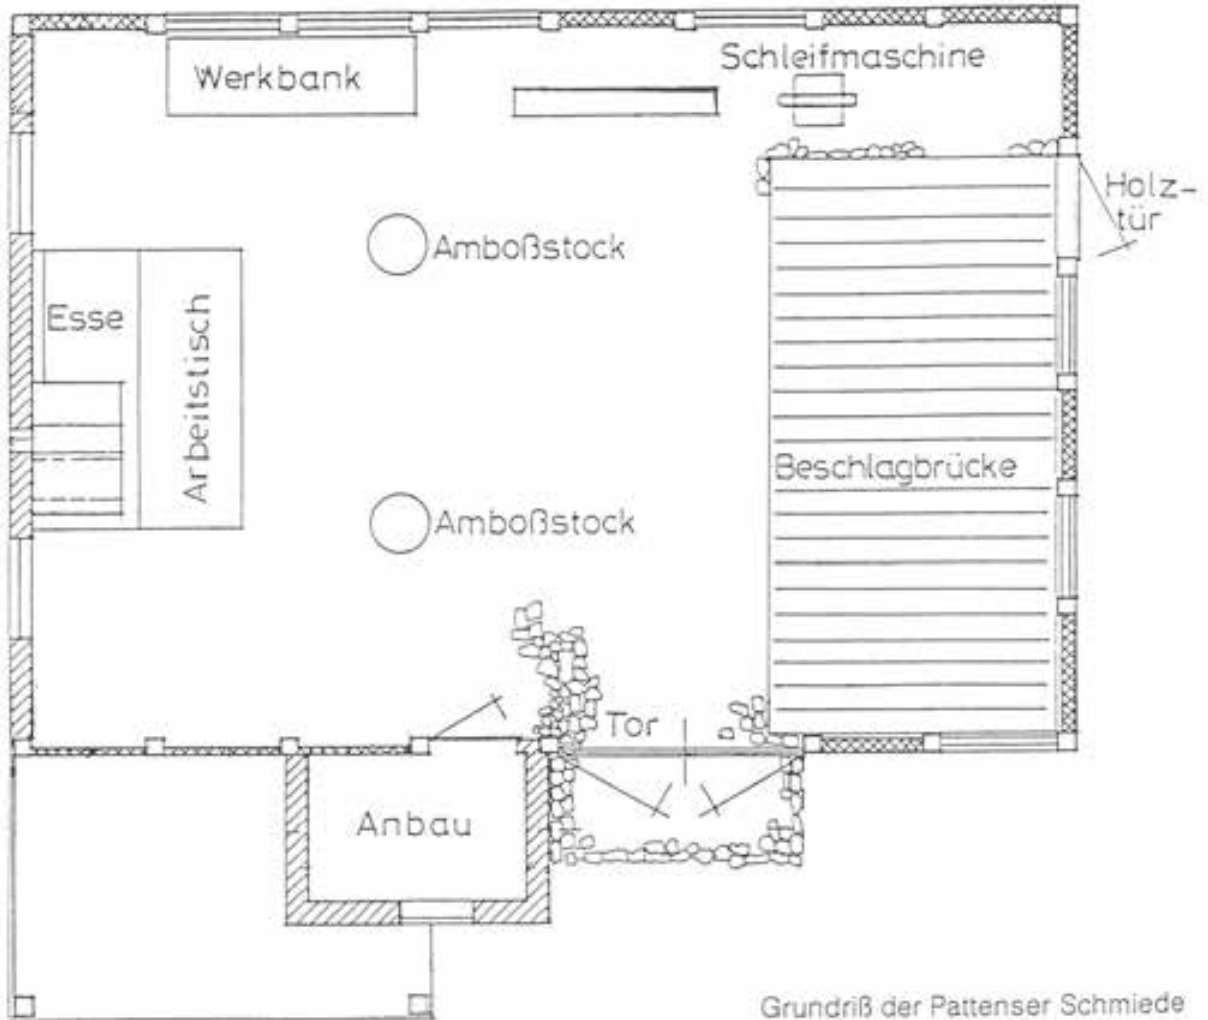 Schleifmaschine
Werkbank
Holz-
tür
Amboßstock
Esse
Arbeitstisch
Beschlagbrücke
Amboßstock
Tor
Anbau
Grundriß der Pattenser Schmiede